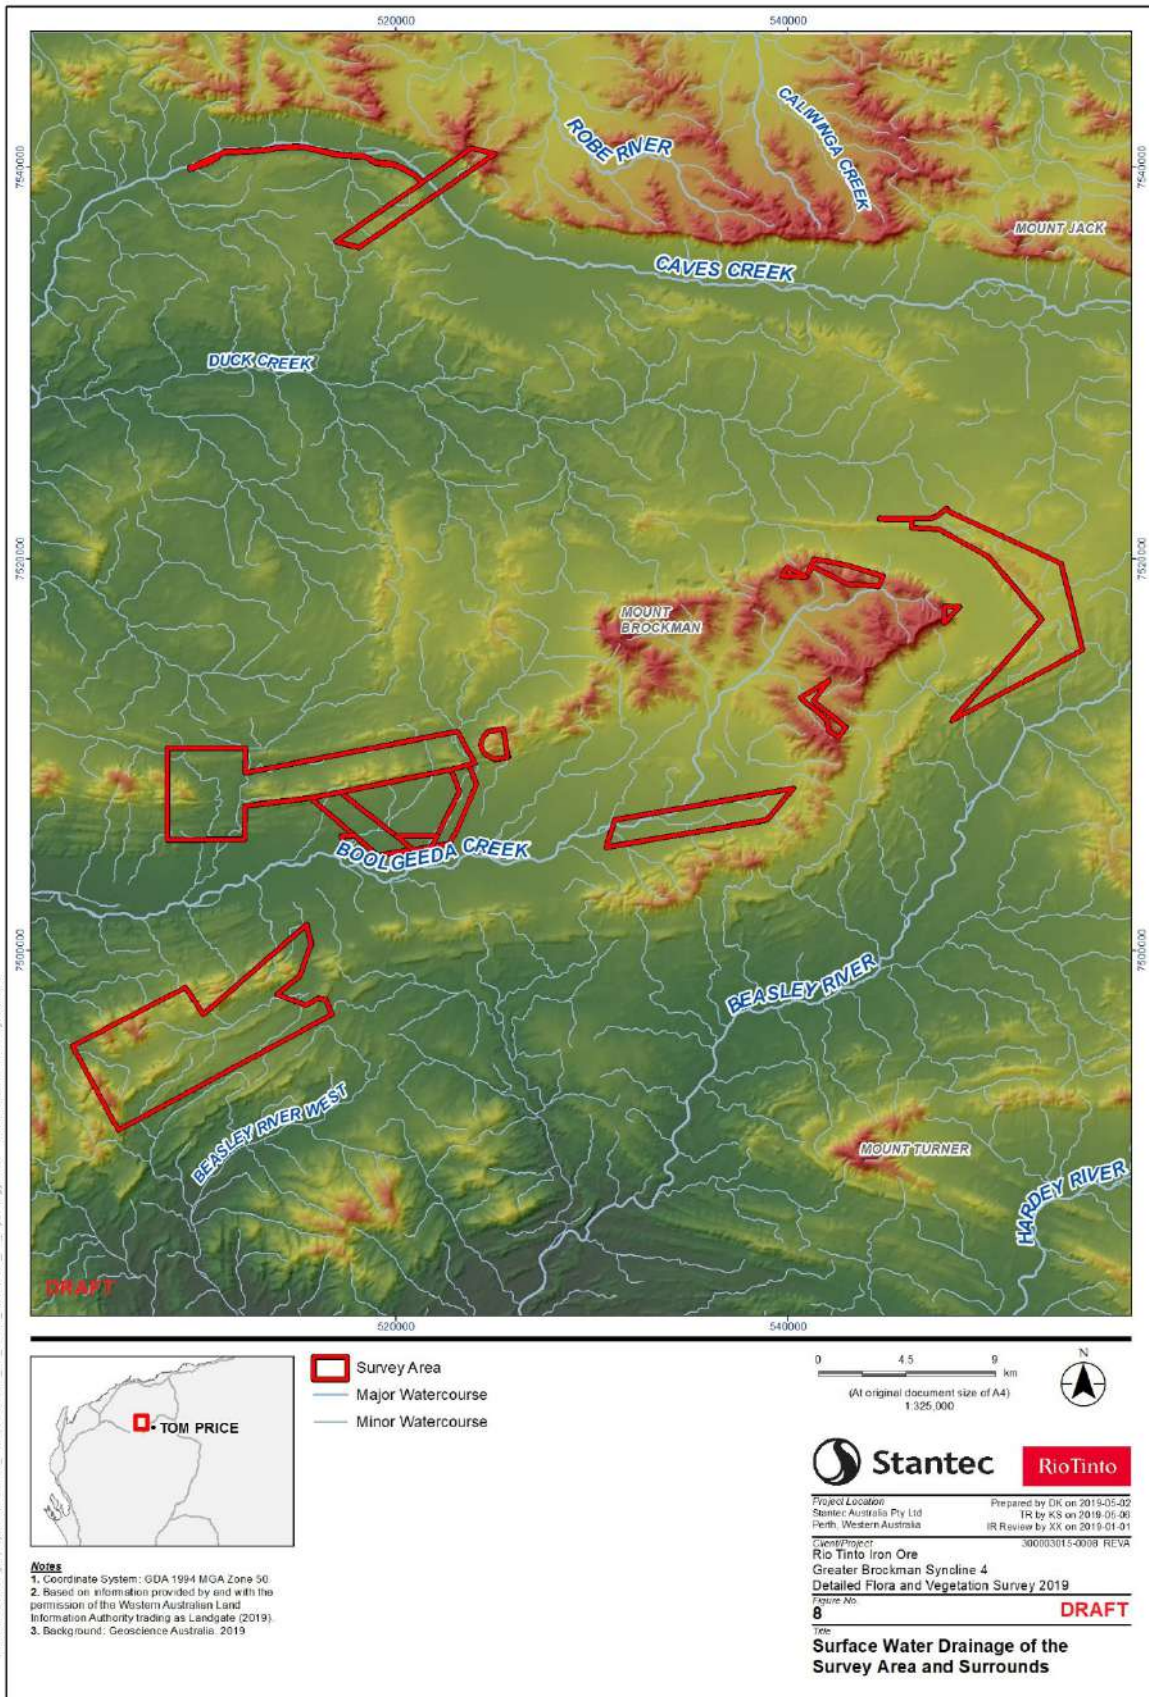 520000
540000
7540000
7540000
ROBE RIVER
CALIWINGA CREEK
MOUNT JACK
CAVES CREEK
DUCK CREEK
7520000
7520000
MOUNT
BROCKMAN
BOOLGEEDA CREEK
7500000
7500000
BEASLEY RIVER
BEASLEY RIVER WEST
MOUNT TURNER
HARDEY RIVER
DRAFT
520000
540000
TOM PRICE
Survey Area
Major Watercourse
Minor Watercourse
0 4.5 9
km
(At original document size of A4)
1:325,000
N
Stantec
RioTinto
Project Location
Stantec Australia Pty Ltd
Perth, Western Australia
Prepared by DK on 2019-05-02
TR by KS on 2019-05-06
IR Review by XX on 2019-01-01
Client/Project
300003015-0008 REVA
Rio Tinto Iron Ore
Greater Brockman Syncline 4
Detailed Flora and Vegetation Survey 2019
Figure No.
8
DRAFT
Title
Surface Water Drainage of the
Survey Area and Surrounds
Notes
1. Coordinate System: GDA 1994 MGA Zone 50
2. Based on information provided by and with the
permission of the Western Australian Land
Information Authority trading as Landgate (2019).
3. Background: Geoscience Australia, 2019